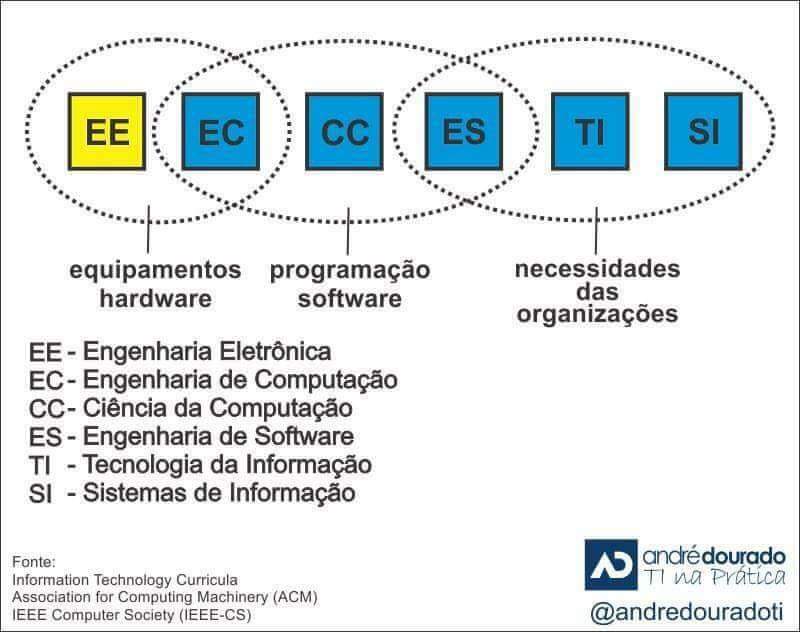 EE EC CC ES TI SI
equipamentos
hardware
programação
software
necessidades
das
organizações
EE - Engenharia Eletrônica
EC - Engenharia de Computação
CC - Ciência da Computação
ES - Engenharia de Software
TI - Tecnologia da Informação
SI - Sistemas de Informação
Fonte:
Information Technology Curricula
Association for Computing Machinery (ACM)
IEEE Computer Society (IEEE-CS)
AD
andrédourado
TI na Prática
@andredouradoti